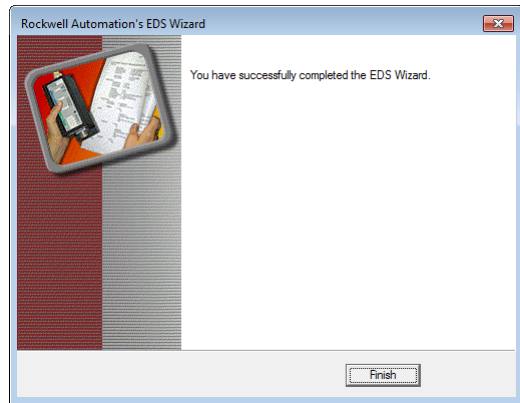 Rockwell Automation's EDS Wizard
You have successfully completed the EDS Wizard.
Finish